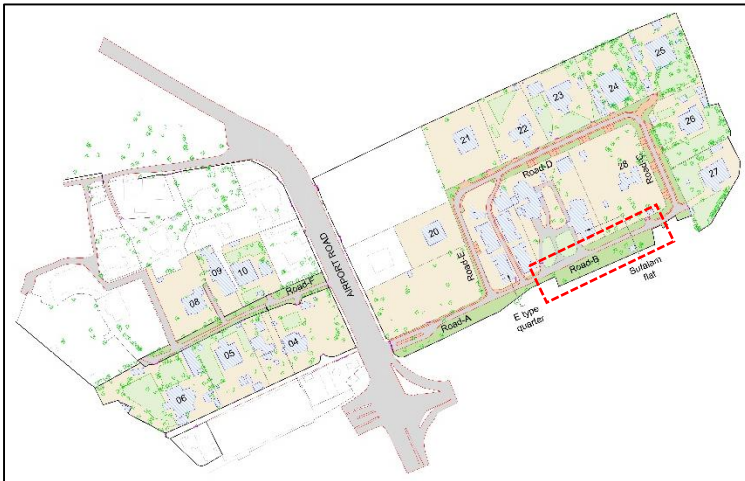 25
24
23
22
21
26
27
28
Road-D
Road-C
20
Road-E
Road-B
Sufalam
flat
E type
quarter
Road-A
AIRPORT ROAD
09
10
08
Road-F
05
04
06